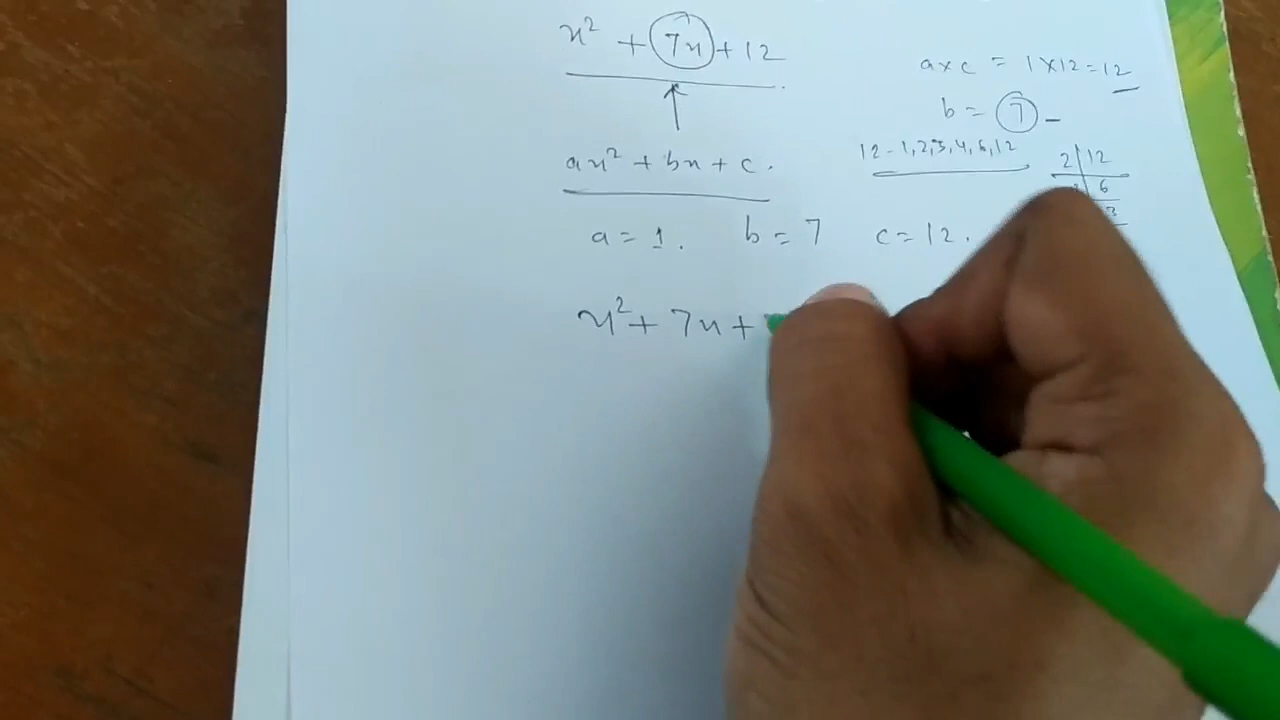 x² + 7x + 12
a×c = 1×12=12
b = 7
12 - 1,2,3,4,6,12
2 | 12
6
3
ax² + bx + c.
a = 1. b = 7 c = 12.
x² + 7x +